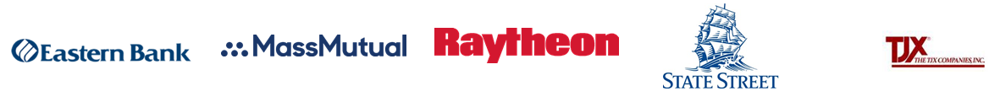 Eastern Bank
MassMutual
Raytheon
STATE STREET
TJX®
THE TJX COMPANIES, INC.